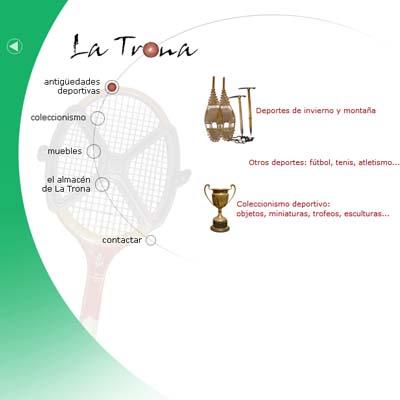 La Trona
antigüedades
deportivas
coleccionismo
muebles
el almacén
de La Trona
contactar
Deportes de invierno y montaña
Otros deportes: fútbol, tenis, atletismo...
Coleccionismo deportivo:
objetos, miniaturas, trofeos, esculturas...